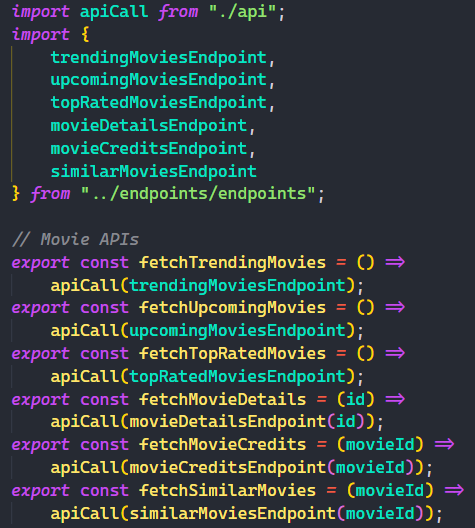 import apiCall from "./api";
import {
    trendingMoviesEndpoint,
    upcomingMoviesEndpoint,
    topRatedMoviesEndpoint,
    movieDetailsEndpoint,
    movieCreditsEndpoint,
    similarMoviesEndpoint
} from "../endpoints/endpoints";

// Movie APIs
export const fetchTrendingMovies = () =>
    apiCall(trendingMoviesEndpoint);
export const fetchUpcomingMovies = () =>
    apiCall(upcomingMoviesEndpoint);
export const fetchTopRatedMovies = () =>
    apiCall(topRatedMoviesEndpoint);
export const fetchMovieDetails = (id) =>
    apiCall(movieDetailsEndpoint(id));
export const fetchMovieCredits = (movieId) =>
    apiCall(movieCreditsEndpoint(movieId));
export const fetchSimilarMovies = (movieId) =>
    apiCall(similarMoviesEndpoint(movieId));